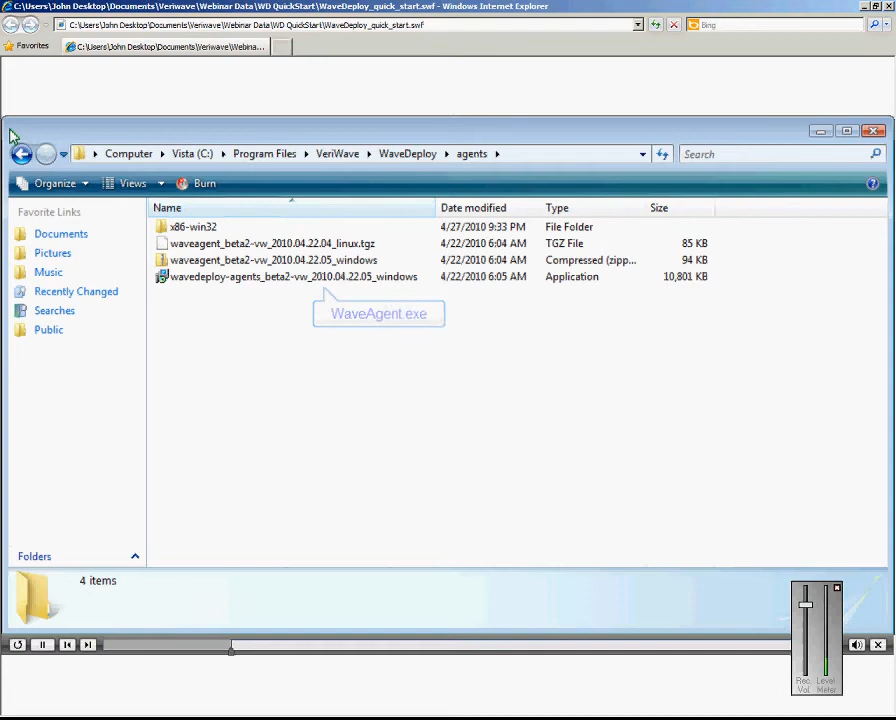 C:\Users\John Desktop\Documents\Veriwave\Webinar Data\WD QuickStart\WaveDeploy_quick_start.swf - Windows Internet Explorer
C:\Users\John Desktop\Documents\Veriwave\Webinar Data\WD QuickStart\WaveDeploy_quick_start.swf
Bing
Favorites
C:\Users\John Desktop\Documents\Veriwave\Webina...
Computer Vista (C:) Program Files VeriWave WaveDeploy agents
Search
Organize Views Burn
Favorite Links
Documents
Pictures
Music
Recently Changed
Searches
Public
Folders
Name Date modified Type Size
x86-win32 4/27/2010 9:33 PM File Folder
waveagent_beta2-vw_2010.04.22.04_linux.tgz 4/22/2010 6:04 AM TGZ File 85 KB
waveagent_beta2-vw_2010.04.22.05_windows 4/22/2010 6:04 AM Compressed (zipp... 94 KB
wavedeploy-agents_beta2-vw_2010.04.22.05_windows 4/22/2010 6:05 AM Application 10,801 KB
WaveAgent.exe
4 items
Rec. Level
Vol Meter